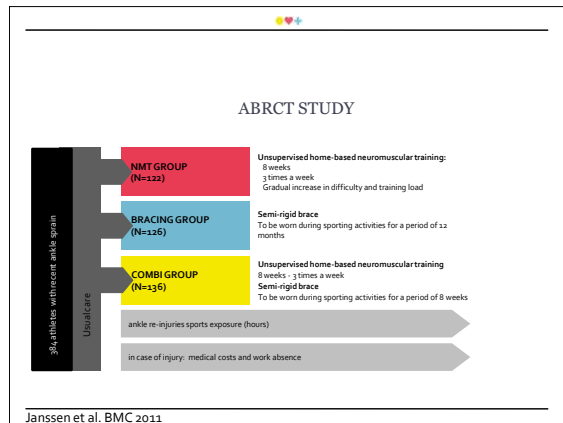 ABRCT STUDY
384 athletes with recent ankle sprain
Usualcare
NMT GROUP
(N=122)
Unsupervised home-based neuromuscular training:
8 weeks
3 times a week
Gradual increase in difficulty and training load
BRACING GROUP
(N=126)
Semi-rigid brace
To be worn during sporting activities for a period of 12
months
COMBI GROUP
(N=136)
Unsupervised home-based neuromuscular training
8 weeks - 3 times a week
Semi-rigid brace
To be worn during sporting activities for a period of 8 weeks
ankle re-injuries sports exposure (hours)
in case of injury: medical costs and work absence
Janssen et al. BMC 2011